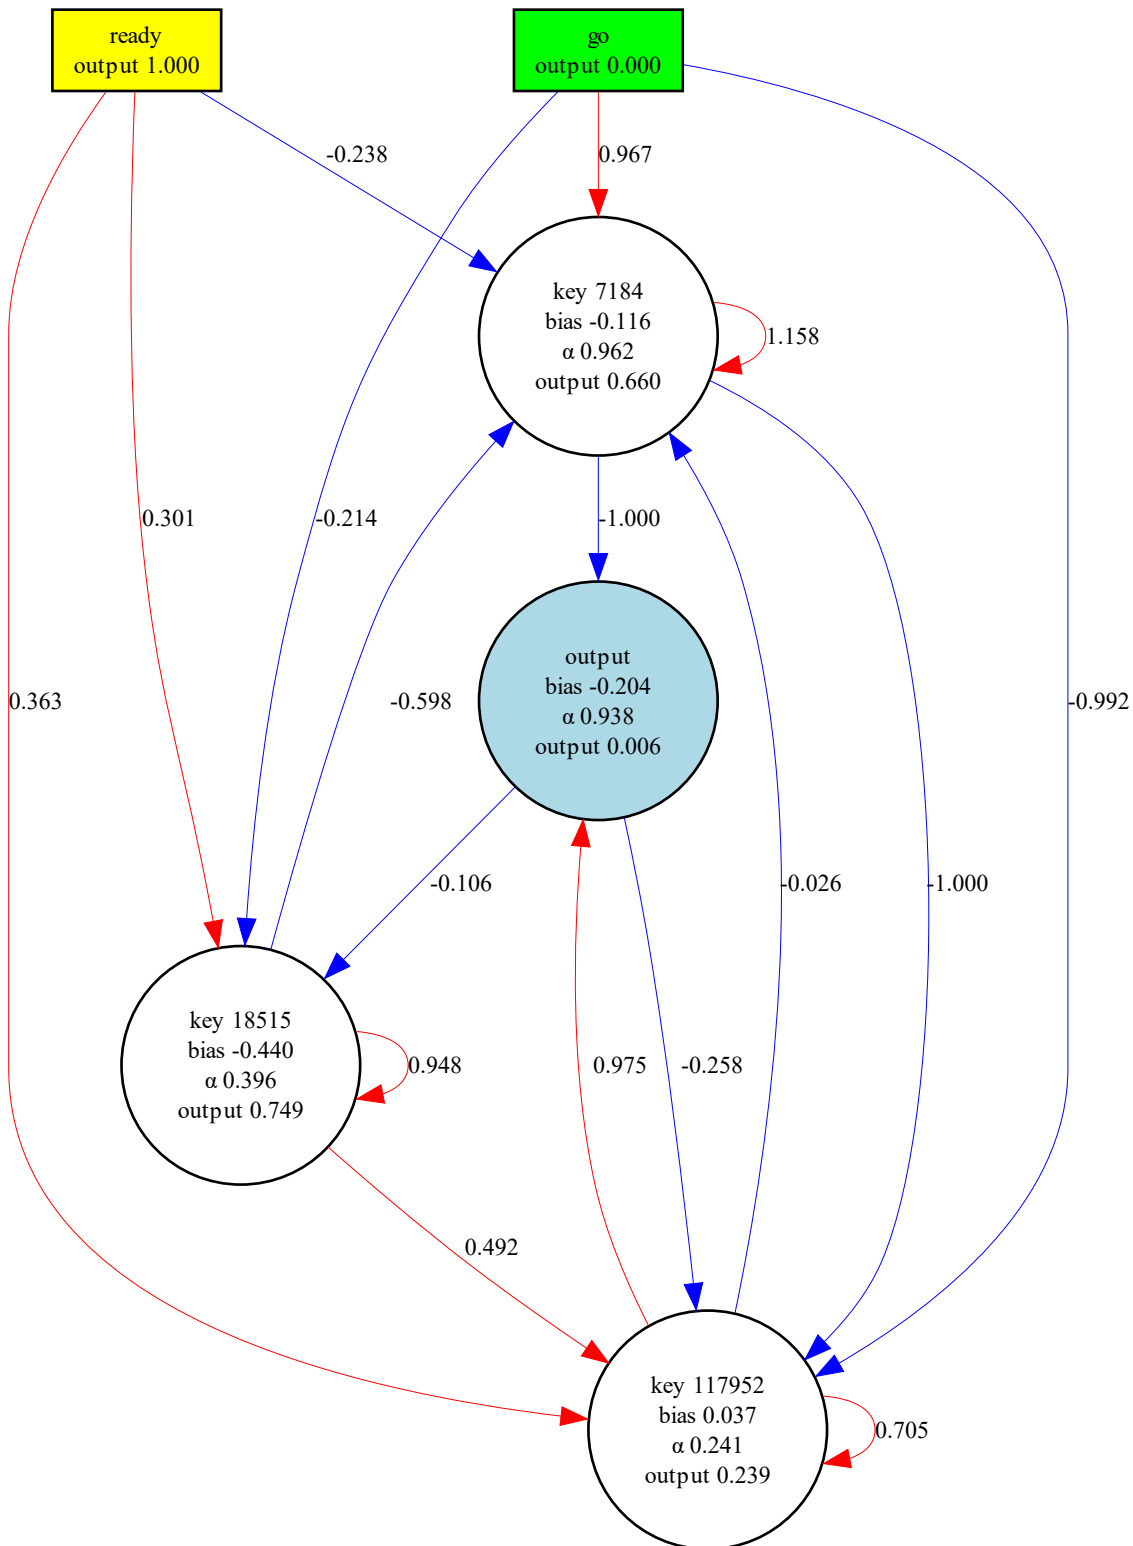 ready
output 1.000
go
output 0.000
-0.238
0.967
key 7184
bias -0.116
α 0.962
output 0.660
1.158
0.301
-0.214
-1.000
output
bias -0.204
α 0.938
output 0.006
0.363
-0.598
-0.992
-0.106
-0.026
-1.000
key 18515
bias -0.440
α 0.396
output 0.749
0.948
0.975
-0.258
0.492
key 117952
bias 0.037
α 0.241
output 0.239
0.705